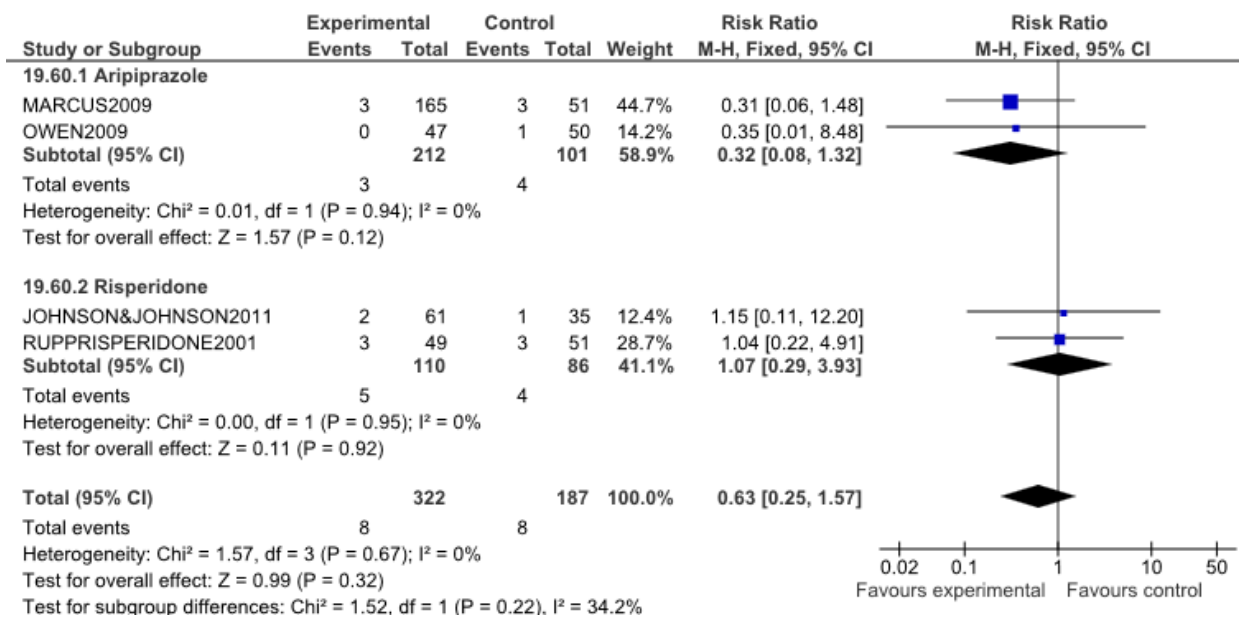 Experimental Control Risk Ratio Risk Ratio
Study or Subgroup Events Total Events Total Weight M-H, Fixed, 95% CI M-H, Fixed, 95% CI
19.60.1 Aripiprazole
MARCUS2009 3 165 3 51 44.7% 0.31 [0.06, 1.48]
OWEN2009 0 47 1 50 14.2% 0.35 [0.01, 8.48]
Subtotal (95% CI) 212 101 58.9% 0.32 [0.08, 1.32]
Total events 3 4
Heterogeneity: Chi² = 0.01, df = 1 (P = 0.94); I² = 0%
Test for overall effect: Z = 1.57 (P = 0.12)
19.60.2 Risperidone
JOHNSON&JOHNSON2011 2 61 1 35 12.4% 1.15 [0.11, 12.20]
RUPPRISPERIDONE2001 3 49 3 51 28.7% 1.04 [0.22, 4.91]
Subtotal (95% CI) 110 86 41.1% 1.07 [0.29, 3.93]
Total events 5 4
Heterogeneity: Chi² = 0.00, df = 1 (P = 0.95); I² = 0%
Test for overall effect: Z = 0.11 (P = 0.92)
Total (95% CI) 322 187 100.0% 0.63 [0.25, 1.57]
Total events 8 8
Heterogeneity: Chi² = 1.57, df = 3 (P = 0.67); I² = 0%
Test for overall effect: Z = 0.99 (P = 0.32)
Test for subgroup differences: Chi² = 1.52, df = 1 (P = 0.22), I² = 34.2%
0.02 0.1 1 10 50
Favours experimental Favours control